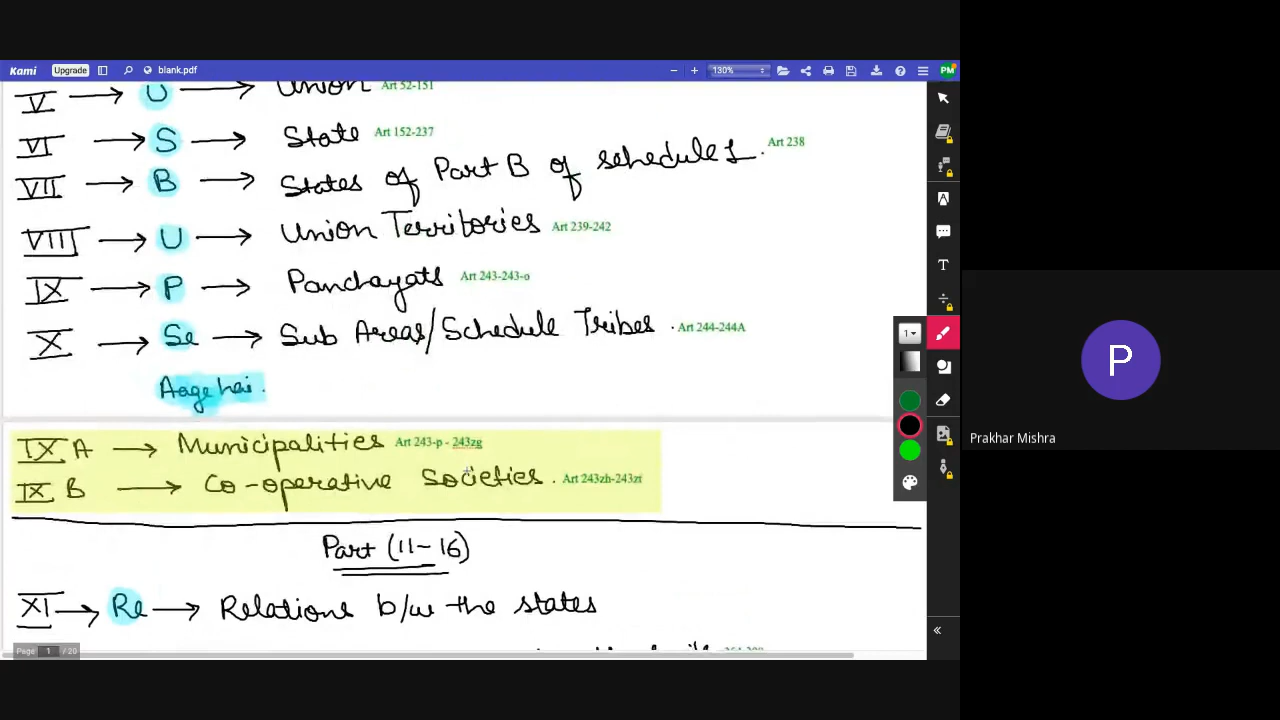 Kami Upgrade blank.pdf 130% PM
V → U → Union Art 52-151
VI → S → State Art 152-237
VII → B → States of Part B of schedule 1. Art 238
VIII → U → Union Territories Art 239-242
IX → P → Panchayats Art 243-243-o
X → Se → Sub Areas/Schedule Tribes. Art 244-244A
Aage hai.
IX A → Municipalities Art 243-p - 243zg
IX B → Co-operative Societies. Art 243zh-243zt
Part (11-16)
XI → Re → Relations b/w the states
Page 1 / 20
1
T
P
Prakhar Mishra